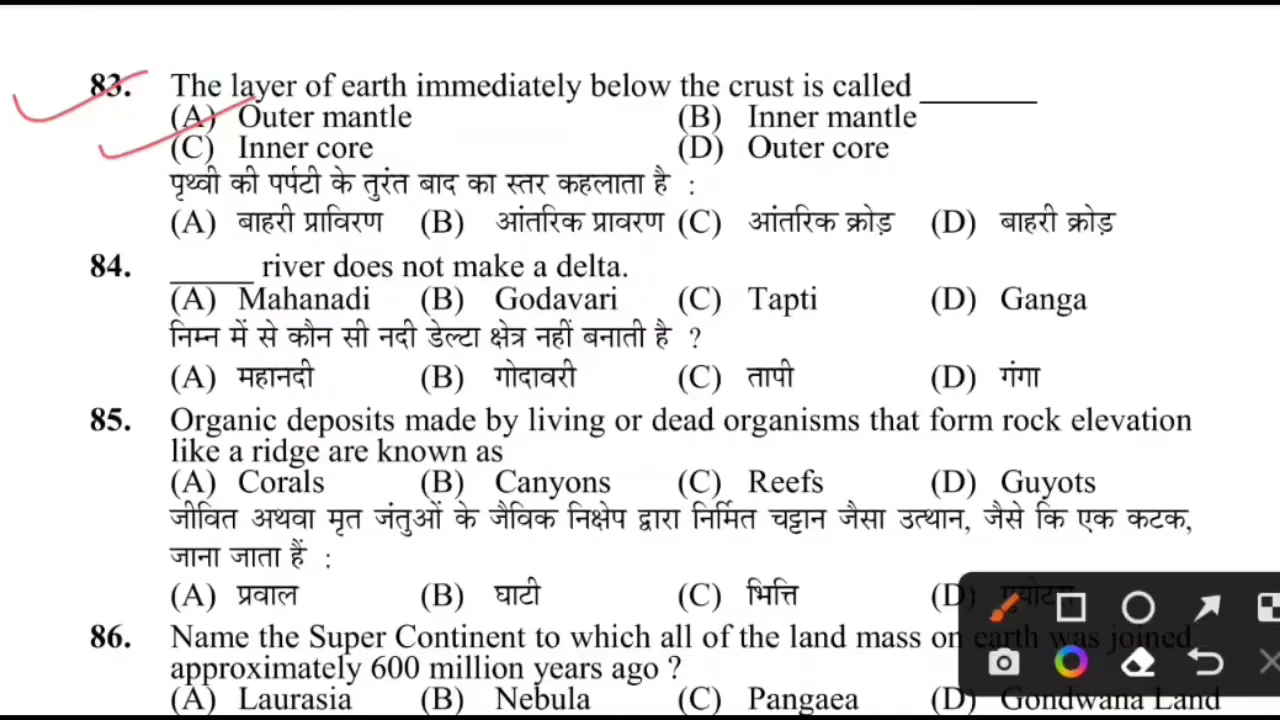 83. The layer of earth immediately below the crust is called ________
(A) Outer mantle (B) Inner mantle
(C) Inner core (D) Outer core
पृथ्वी की पर्पटी के तुरंत बाद का स्तर कहलाता है :
(A) बाहरी प्राविरण (B) आंतरिक प्रावरण (C) आंतरिक क्रोड़ (D) बाहरी क्रोड़
84. ______ river does not make a delta.
(A) Mahanadi (B) Godavari (C) Tapti (D) Ganga
निम्न में से कौन सी नदी डेल्टा क्षेत्र नहीं बनाती है ?
(A) महानदी (B) गोदावरी (C) तापी (D) गंगा
85. Organic deposits made by living or dead organisms that form rock elevation
like a ridge are known as
(A) Corals (B) Canyons (C) Reefs (D) Guyots
जीवित अथवा मृत जंतुओं के जैविक निक्षेप द्वारा निर्मित चट्टान जैसा उत्थान, जैसे कि एक कटक,
जाना जाता हैं :
(A) प्रवाल (B) घाटी (C) भित्ति (D)
86. Name the Super Continent to which all of the land mass on earth was joined
approximately 600 million years ago ?
(A) Laurasia (B) Nebula (C) Pangaea (D) Gondwana Land